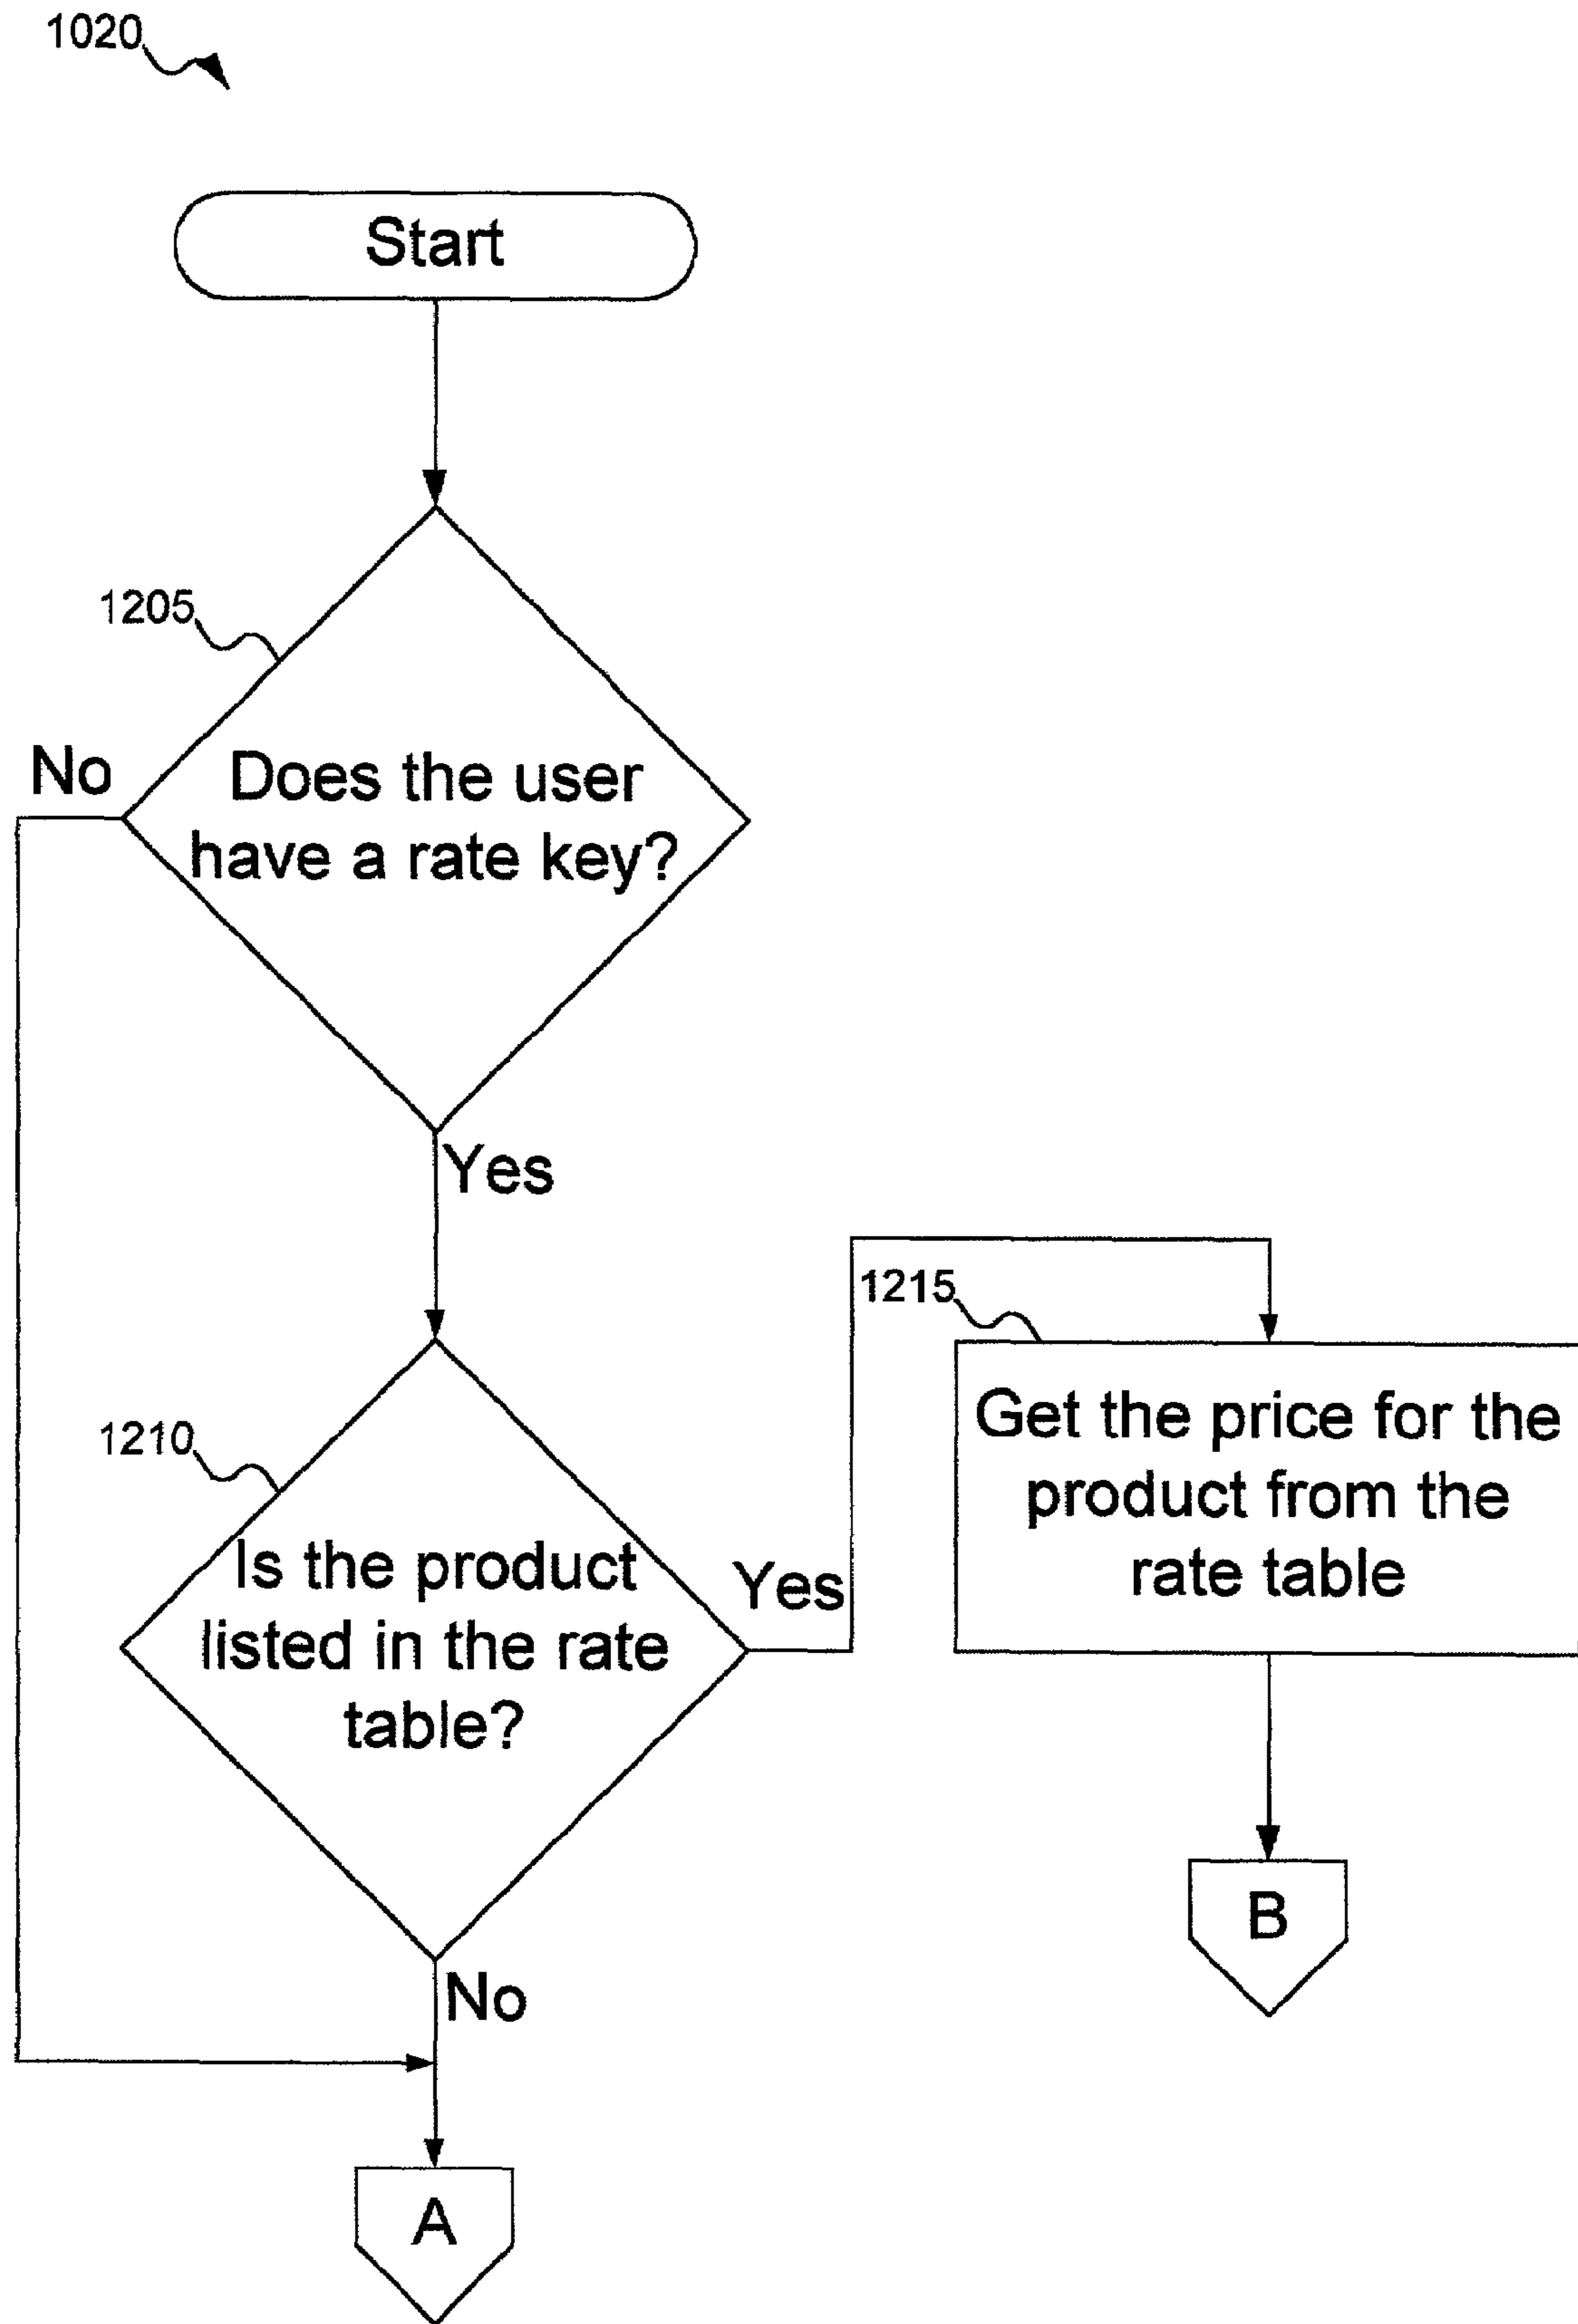 1020
Start
1205
No
Does the user
have a rate key?
Yes
1215
Get the price for the
product from the
rate table
1210
Is the product
listed in the rate
table?
Yes
B
No
A